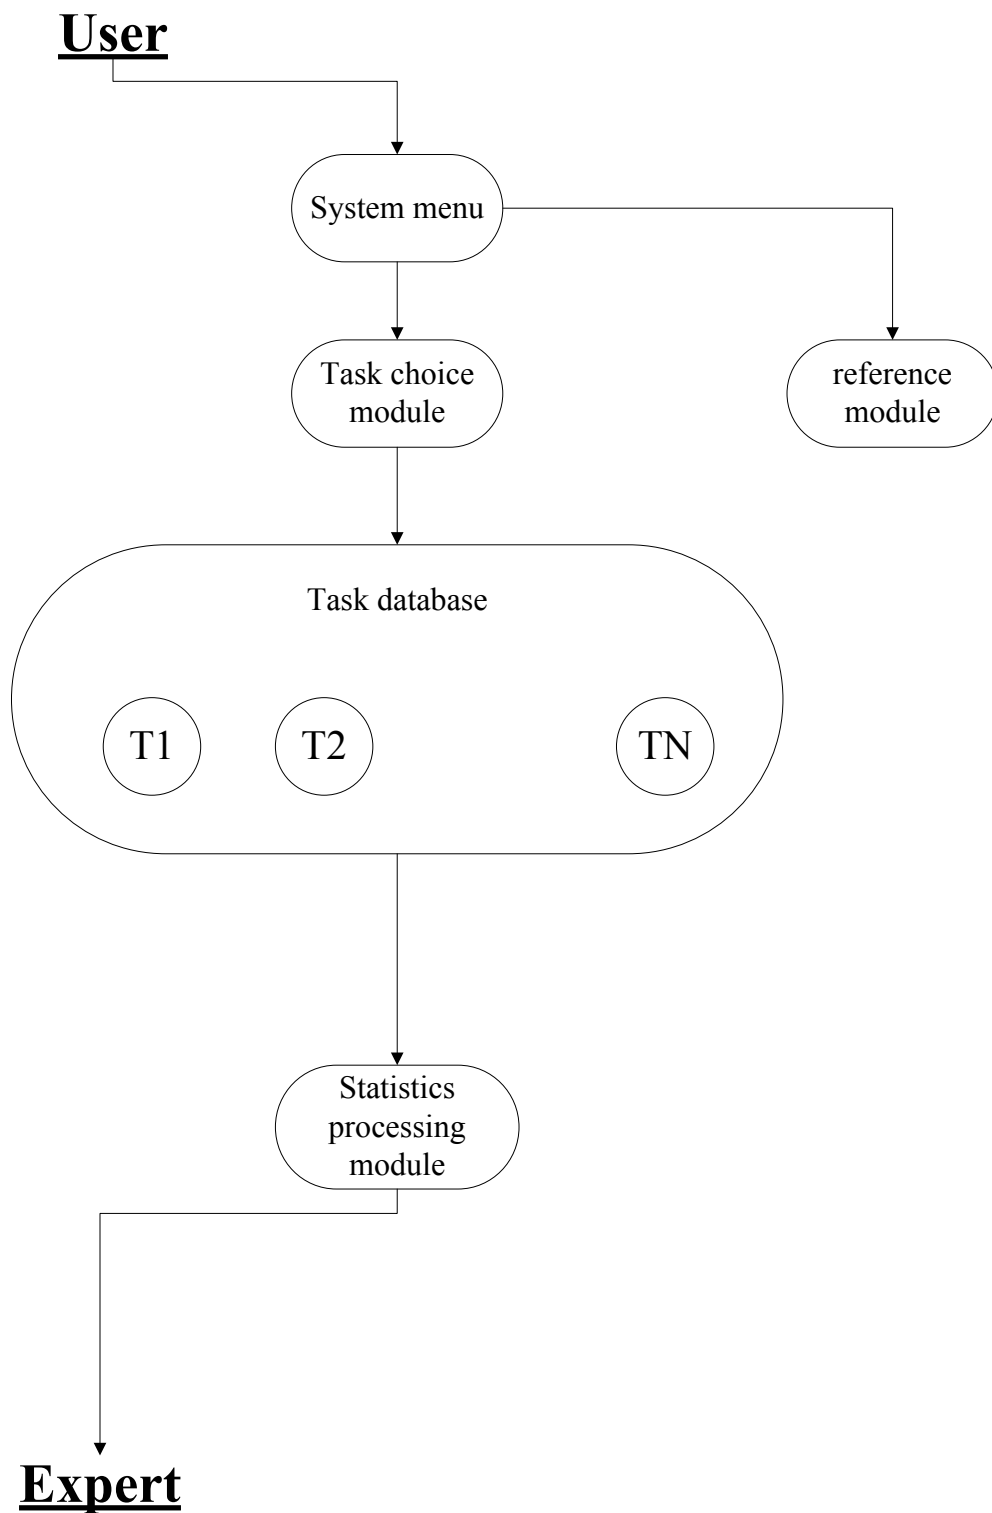 User
System menu
Task choice
module
reference
module
Task database
T1
T2
TN
Statistics
processing
module
Expert